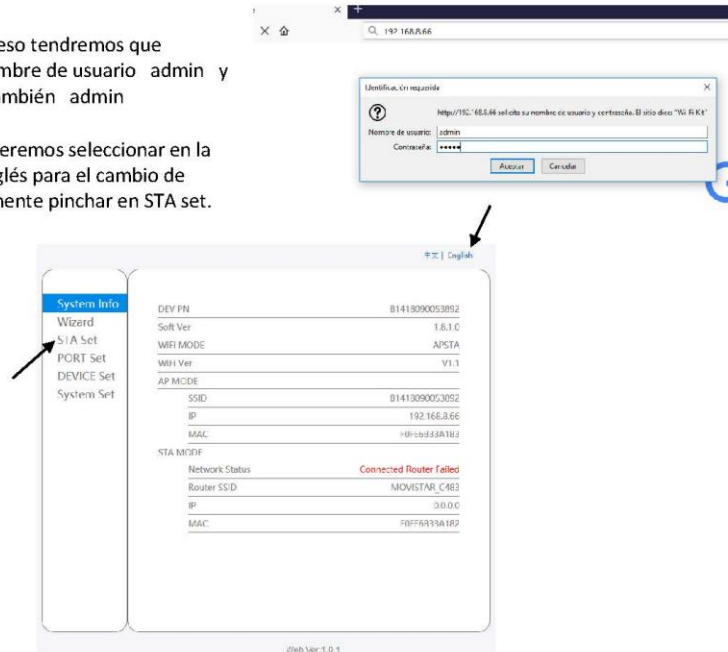 192.168.8.66
eso tendremos que
mbre de usuario admin y
mbién admin
eremos seleccionar en la
glés para el cambio de
nente pinchar en STA set.
Identificación requerida
http://192.168.8.66 solicita su nombre de usuario y contraseña. El sitio dice: "Wi-Fi Kit"
Nombre de usuario: admin
Contraseña: •••••
Aceptar Cancelar
中文 | English
System Info
Wizard
STA Set
PORT Set
DEVICE Set
System Set
DEV PN B1418090053892
Soft Ver 1.8.1.0
WIFI MODE APSTA
WiFi Ver V1.1
AP MODE
SSID B1418090053892
IP 192.168.8.66
MAC
STA MODE
Network Status Connected Router Failed
Router SSID MOVISTAR_C483
IP 0.0.0.0
MAC
Web Ver 1.0.1